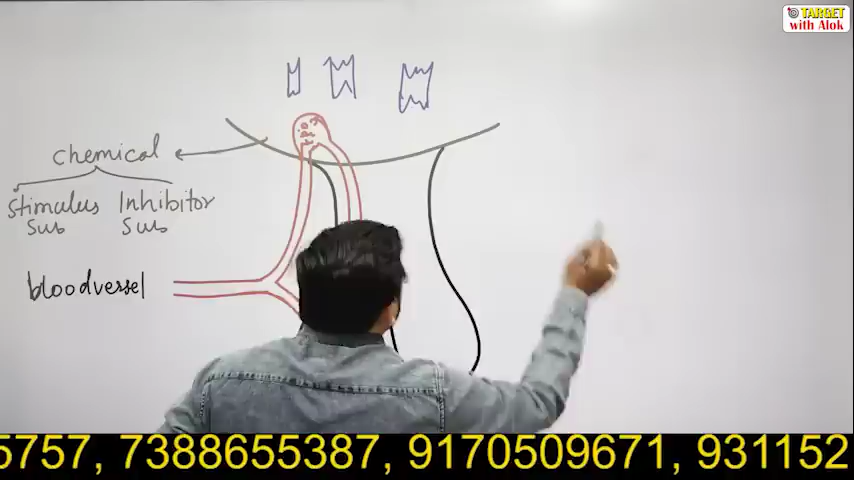 TARGET
with Alok
chemical
Stimulus Inhibitor
Sub Sub
bloodvessel
5757, 7388655387, 9170509671, 931152